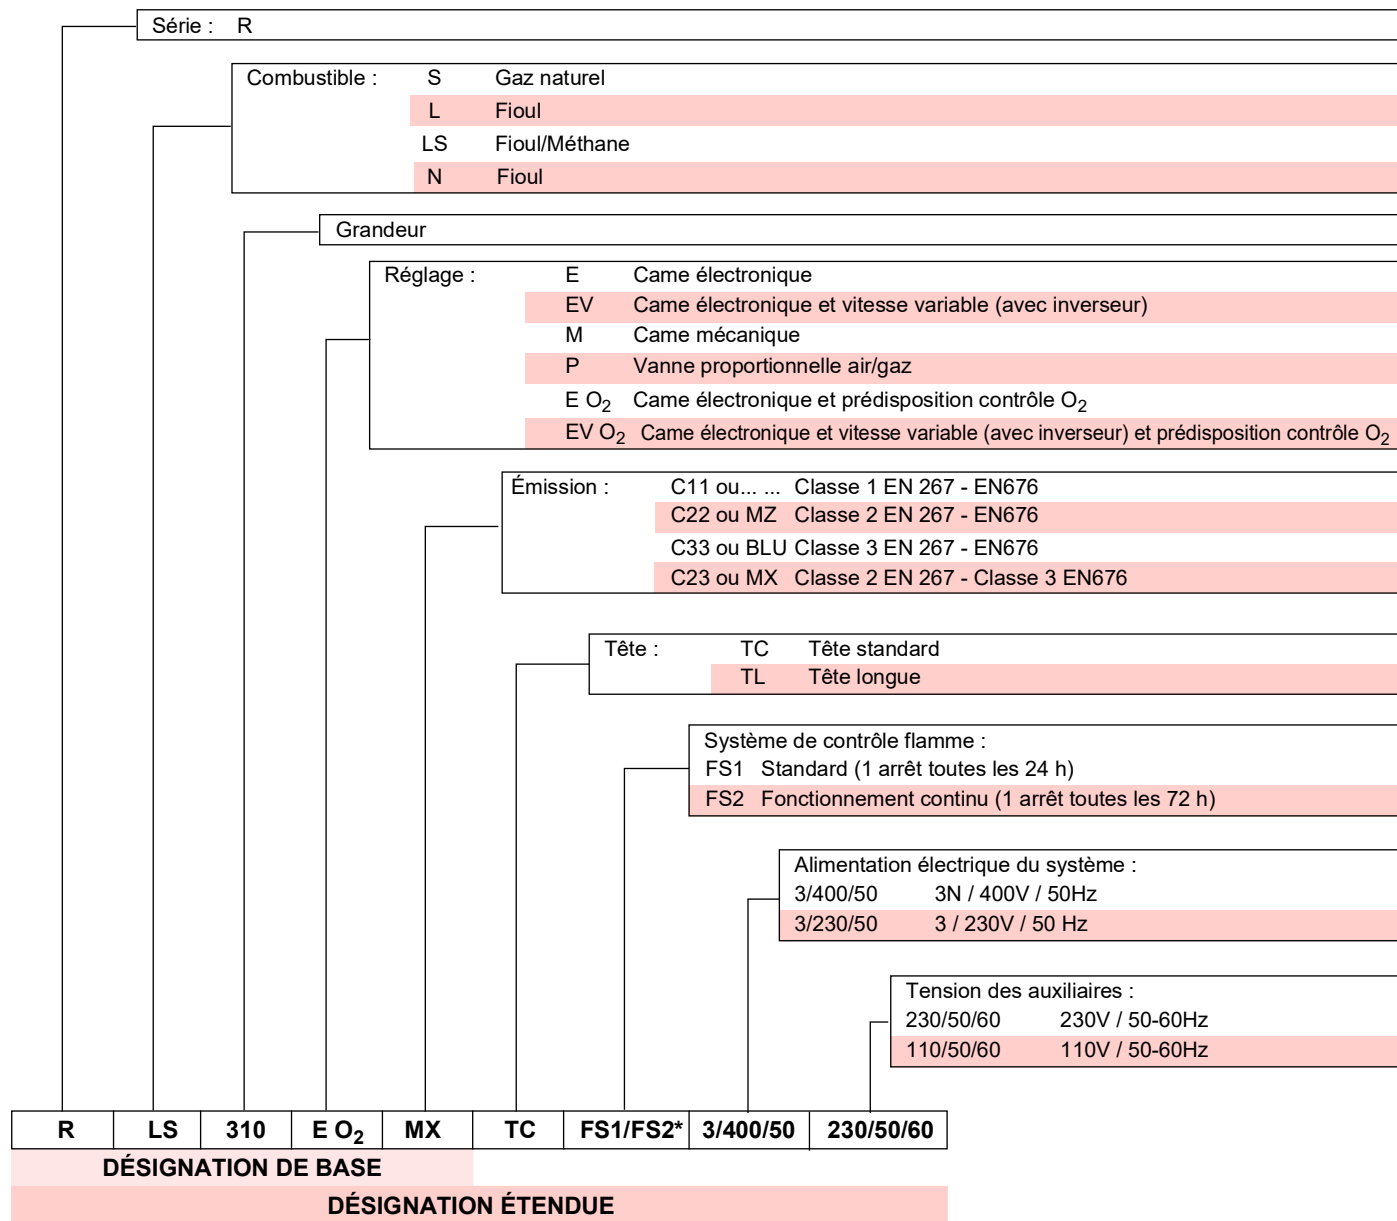 Série : R
Combustible : S Gaz naturel
L Fioul
LS Fioul/Méthane
N Fioul
Grandeur
Réglage : E Came électronique
EV Came électronique et vitesse variable (avec inverseur)
M Came mécanique
P Vanne proportionnelle air/gaz
E O2 Came électronique et prédisposition contrôle O2
EV O2 Came électronique et vitesse variable (avec inverseur) et prédisposition contrôle O2
Émission : C11 ou... ... Classe 1 EN 267 - EN676
C22 ou MZ Classe 2 EN 267 - EN676
C33 ou BLU Classe 3 EN 267 - EN676
C23 ou MX Classe 2 EN 267 - Classe 3 EN676
Tête : TC Tête standard
TL Tête longue
Système de contrôle flamme :
FS1 Standard (1 arrêt toutes les 24 h)
FS2 Fonctionnement continu (1 arrêt toutes les 72 h)
Alimentation électrique du système :
3/400/50 3N / 400V / 50Hz
3/230/50 3 / 230V / 50 Hz
Tension des auxiliaires :
230/50/60 230V / 50-60Hz
110/50/60 110V / 50-60Hz
R LS 310 E O2 MX TC FS1/FS2* 3/400/50 230/50/60
DÉSIGNATION DE BASE
DÉSIGNATION ÉTENDUE